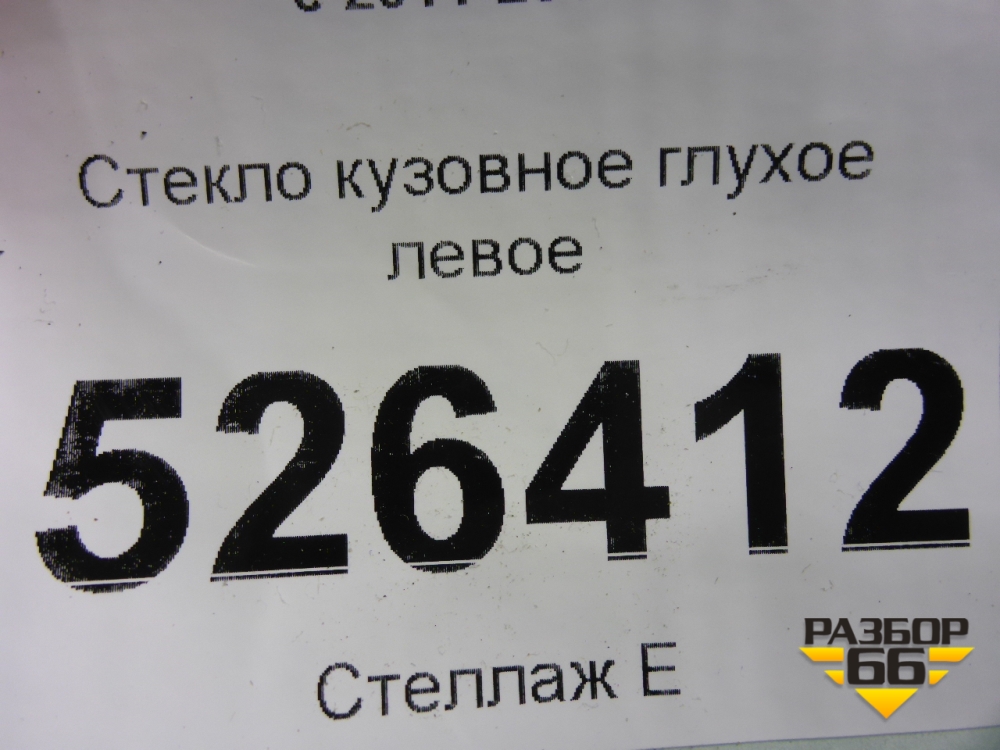 Стекло кузовное глухое
левое
526412
Стеллаж Е
РАЗБОР
66